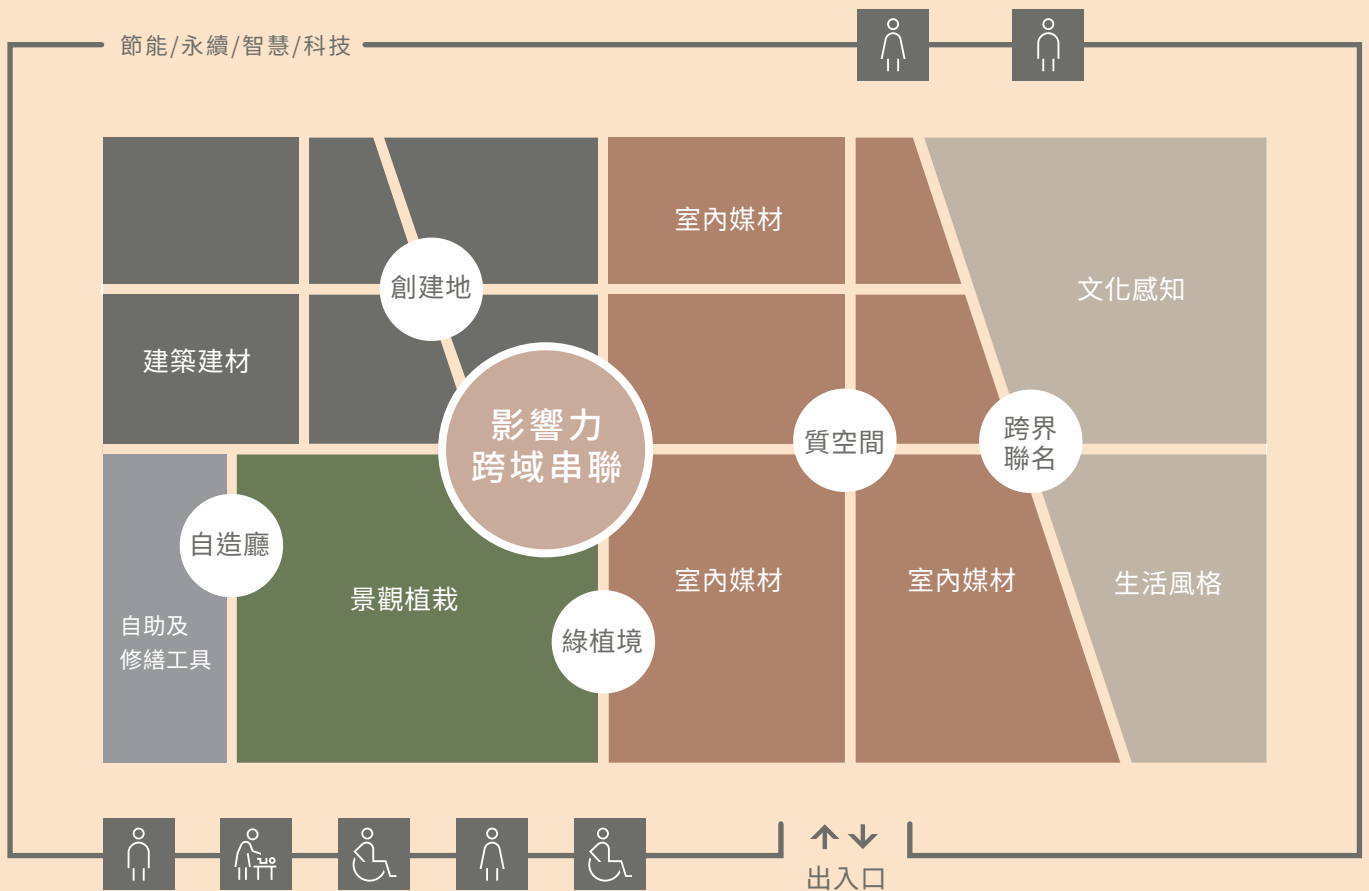 節能/永續/智慧/科技
室內媒材
創建地
文化感知
建築建材
影響力
跨域串聯
質空間
跨界
聯名
自造廳
景觀植栽
室內媒材
室內媒材
生活風格
自助及
修繕工具
綠植境
出入口